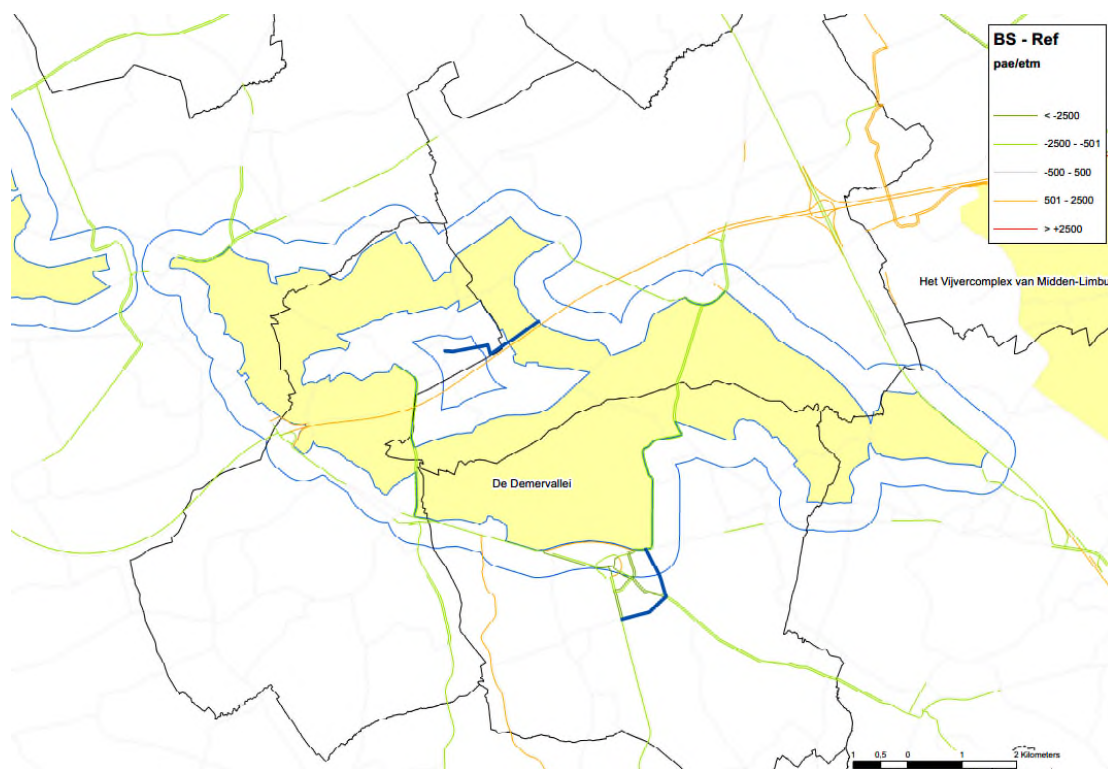 BS - Ref
pae/etm
< -2500
-2500 - -501
-500 - 500
501 - 2500
> +2500
Het Vijvercomplex van Midden-Limbu
De Demervallei
1 0,5 0 1 2 Kilometers